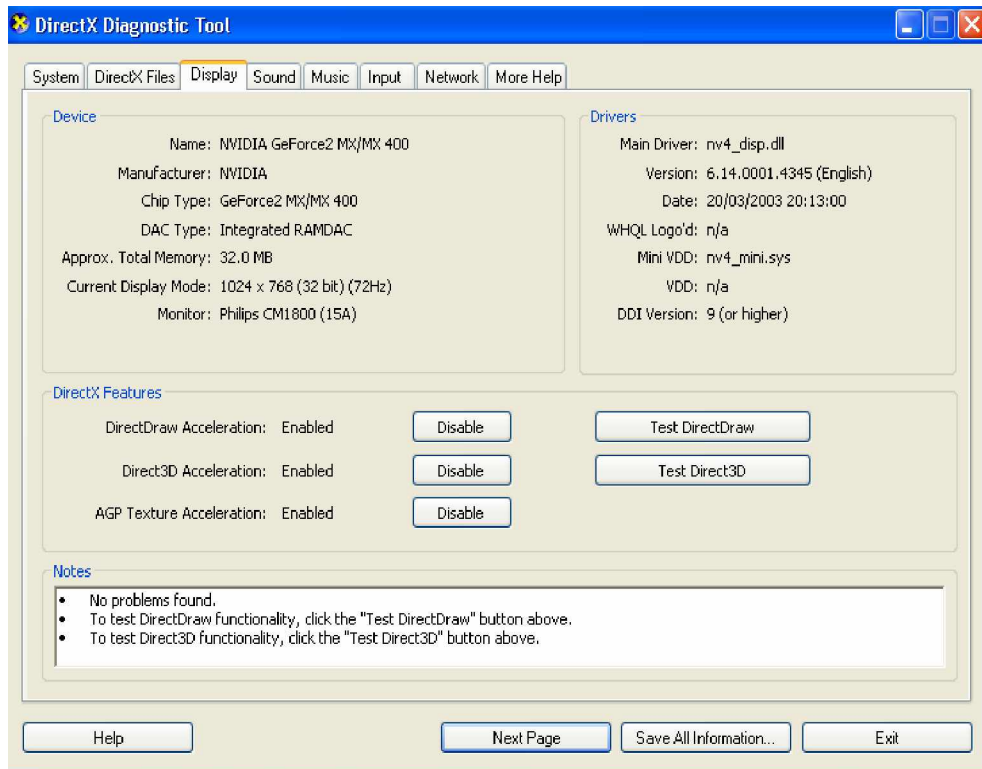 DirectX Diagnostic Tool
System DirectX Files Display Sound Music Input Network More Help
Device
Name: NVIDIA GeForce2 MX/MX 400
Manufacturer: NVIDIA
Chip Type: GeForce2 MX/MX 400
DAC Type: Integrated RAMDAC
Approx. Total Memory: 32.0 MB
Current Display Mode: 1024 x 768 (32 bit) (72Hz)
Monitor: Philips CM1800 (15A)
Drivers
Main Driver: nv4_disp.dll
Version: 6.14.0001.4345 (English)
Date: 20/03/2003 20:13:00
WHQL Logo'd: n/a
Mini VDD: nv4_mini.sys
VDD: n/a
DDI Version: 9 (or higher)
DirectX Features
DirectDraw Acceleration: Enabled Disable Test DirectDraw
Direct3D Acceleration: Enabled Disable Test Direct3D
AGP Texture Acceleration: Enabled Disable
Notes
• No problems found.
• To test DirectDraw functionality, click the "Test DirectDraw" button above.
• To test Direct3D functionality, click the "Test Direct3D" button above.
Help Next Page Save All Information... Exit